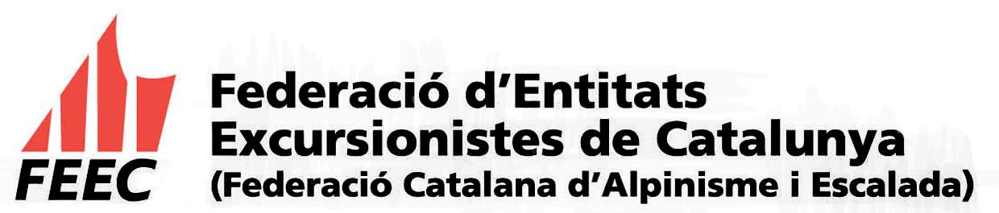 FEEC
Federació d'Entitats
Excursionistes de Catalunya
(Federació Catalana d'Alpinisme i Escalada)